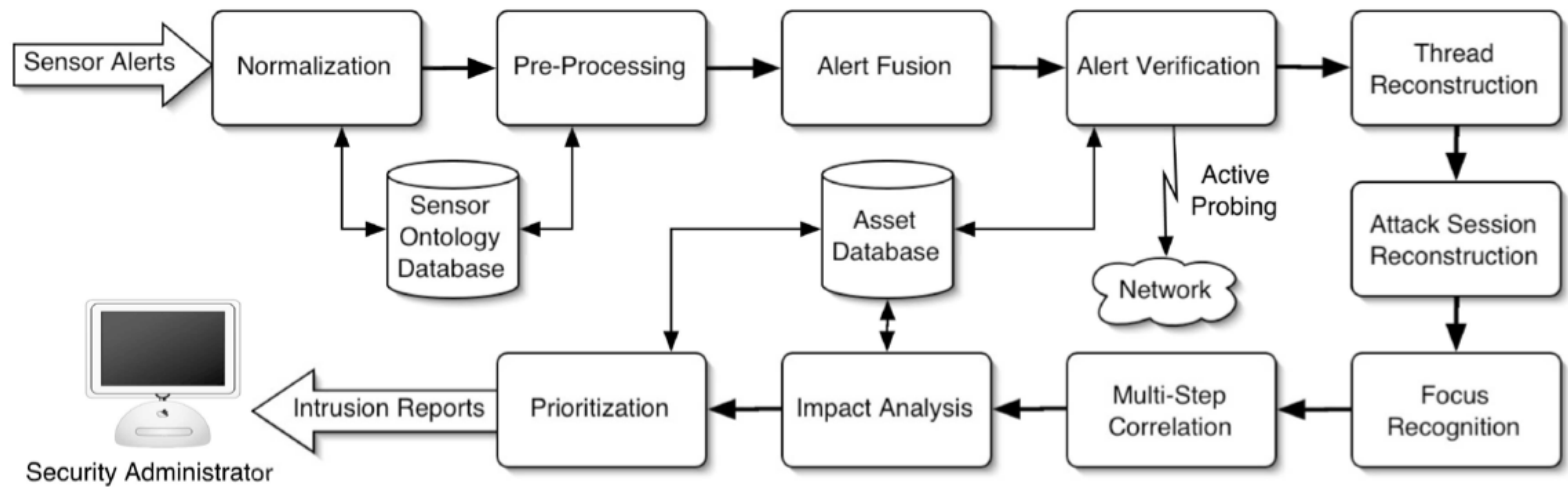 Sensor Alerts
Normalization
Pre-Processing
Alert Fusion
Alert Verification
Thread
Reconstruction
Sensor
Ontology
Database
Asset
Database
Active
Probing
Network
Attack Session
Reconstruction
Focus
Recognition
Multi-Step
Correlation
Impact Analysis
Prioritization
Intrusion Reports
Security Administrator